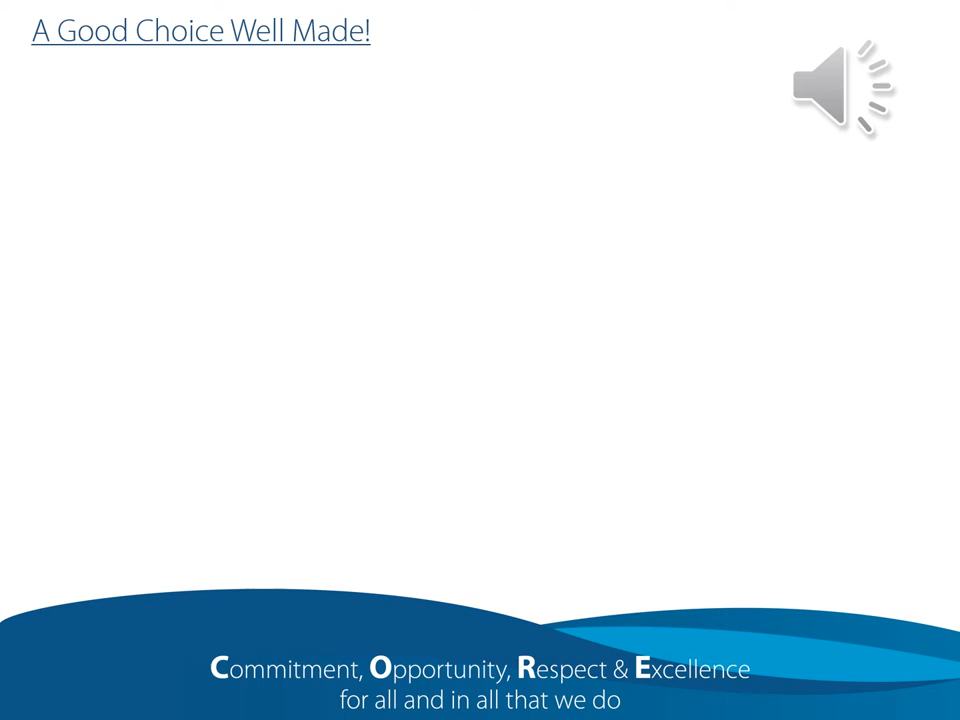 A Good Choice Well Made!
Commitment, Opportunity, Respect & Excellence
for all and in all that we do